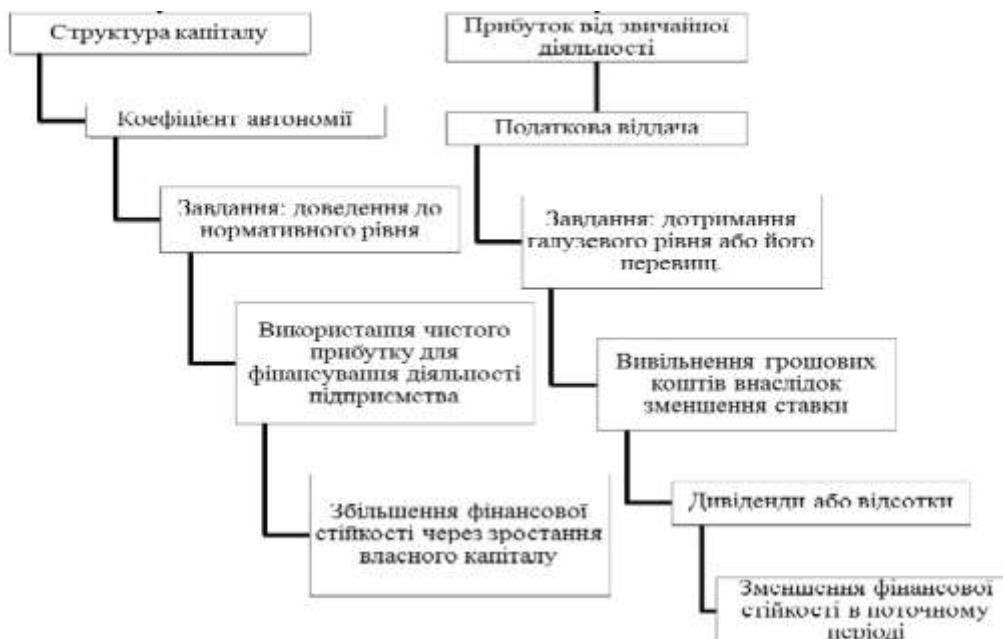 Структура капіталу
Коефіцієнт автономії
Завдання: доведення до
нормативного рівня
Використання чистого
прибутку для
фінансування діяльності
підприємства
Збільшення фінансової
стійкості через зростання
власного капіталу
Прибуток від звичайної
діяльності
Податкова віддача
Завдання: дотримання
галузевого рівня або його
перевищ.
Вивільнення грошових
коштів внаслідок
зменшення ставки
Дивіденди або відсотки
Зменшення фінансової
стійкості в поточному
періоді